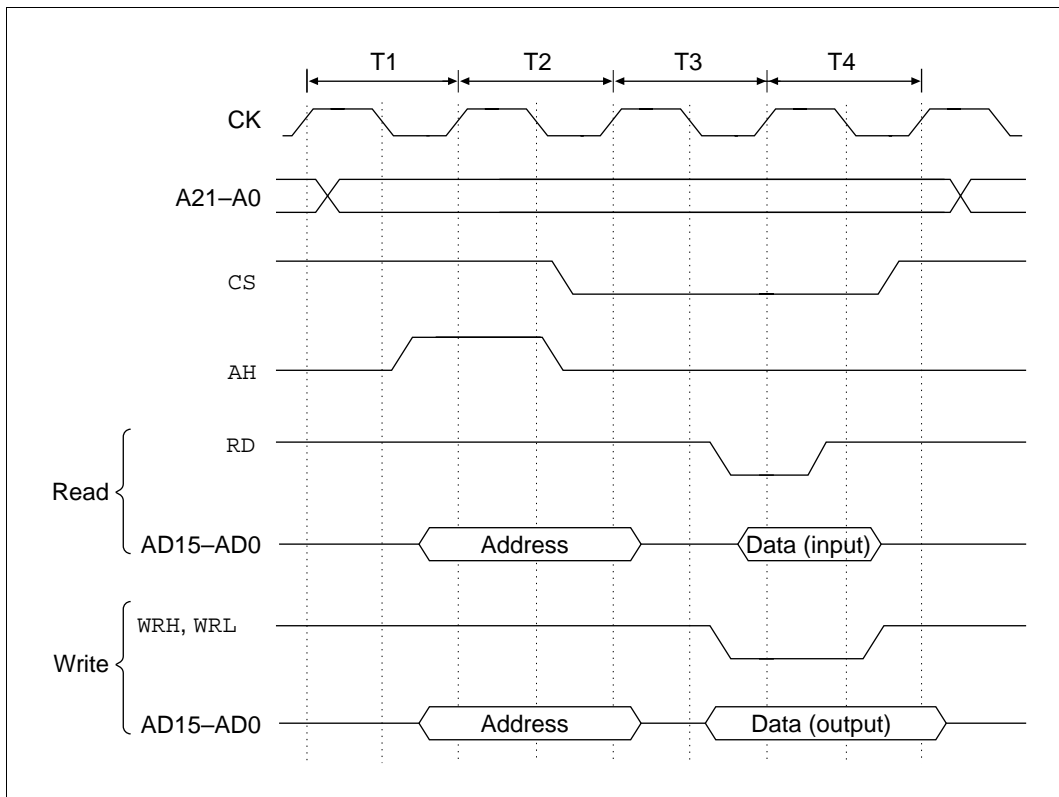 T1 T2 T3 T4
CK
A21–A0
CS
AH
RD
Read
AD15–AD0 Address Data (input)
WRH, WRL
Write
AD15–AD0 Address Data (output)